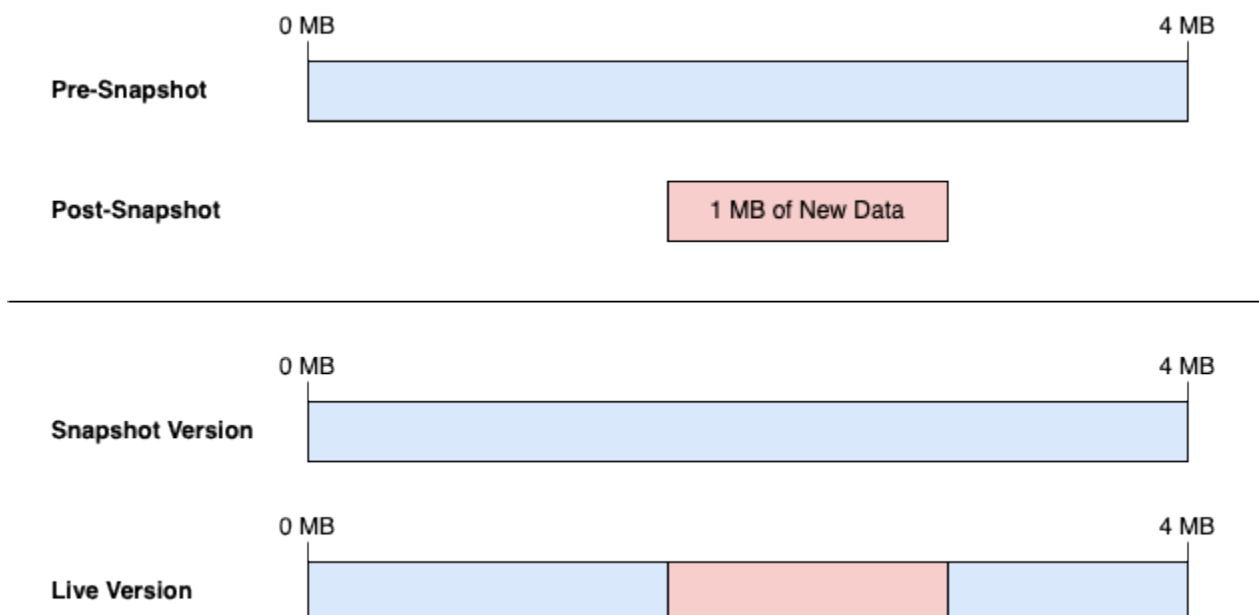 0 MB 4 MB
Pre-Snapshot
Post-Snapshot 1 MB of New Data
0 MB 4 MB
Snapshot Version
0 MB 4 MB
Live Version